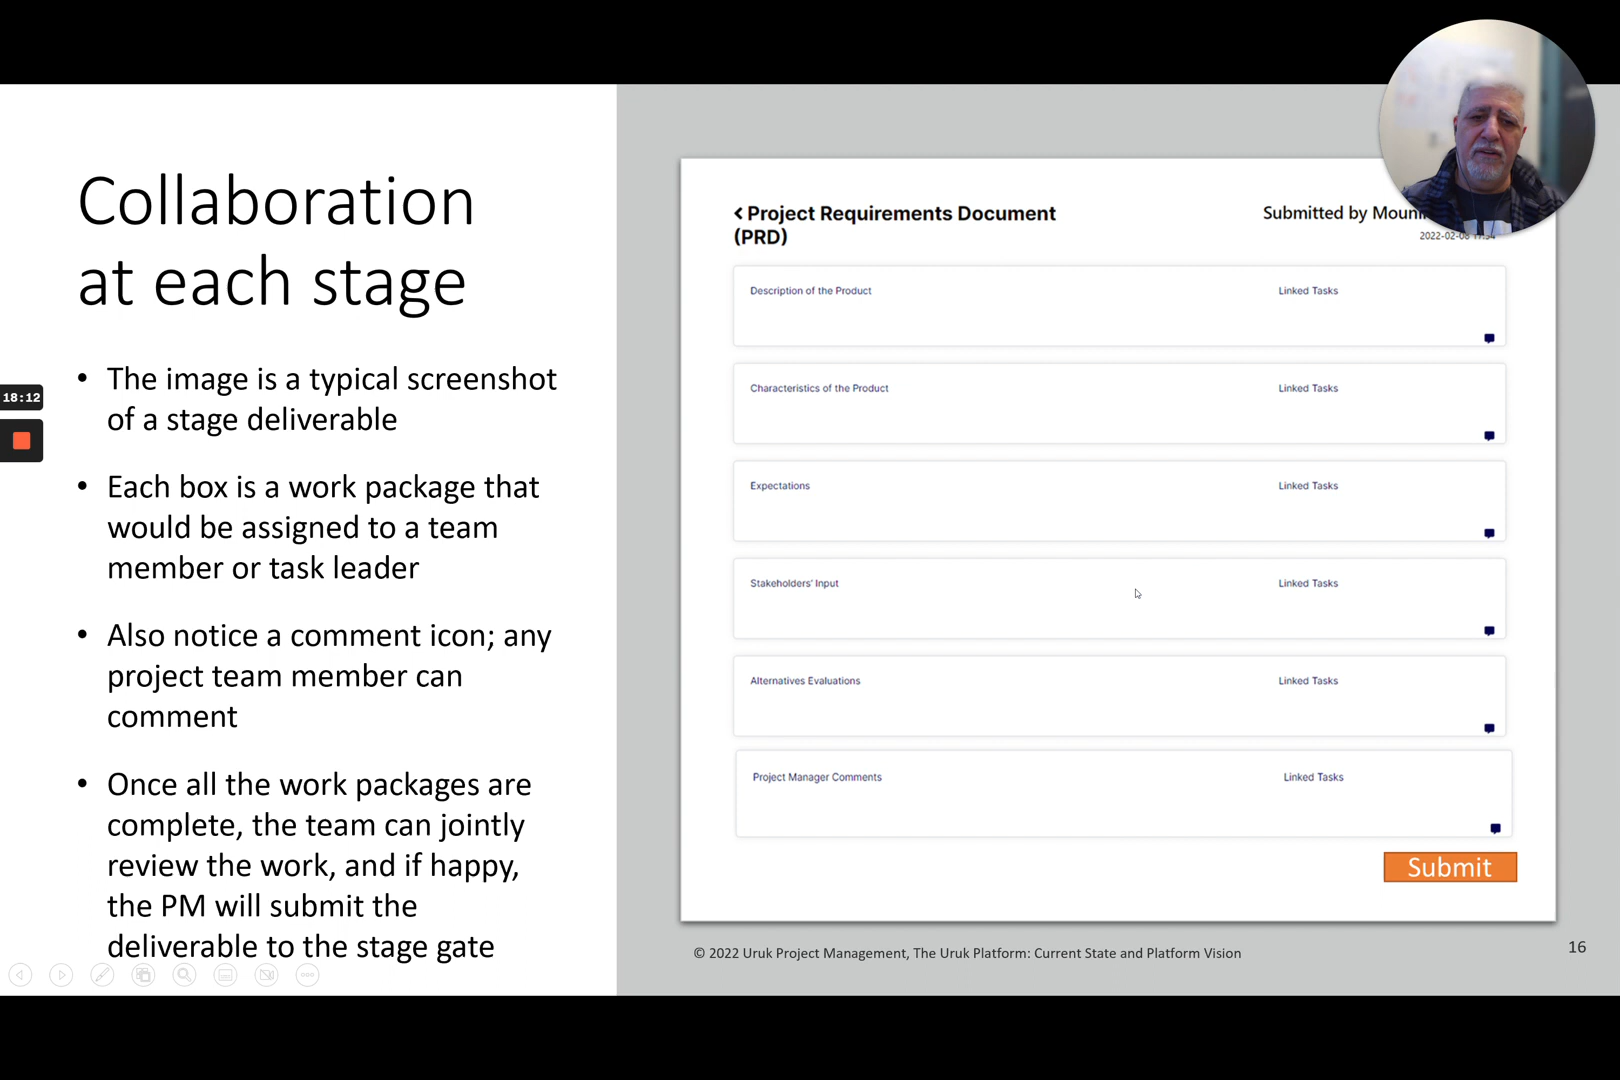 Collaboration
at each stage
• The image is a typical screenshot
of a stage deliverable
• Each box is a work package that
would be assigned to a team
member or task leader
• Also notice a comment icon; any
project team member can
comment
• Once all the work packages are
complete, the team can jointly
review the work, and if happy,
the PM will submit the
deliverable to the stage gate
18:12
Project Requirements Document
(PRD)
Submitted by
2022-02-08
Description of the Product
Linked Tasks
Characteristics of the Product
Linked Tasks
Expectations
Linked Tasks
Stakeholders' Input
Linked Tasks
Alternatives Evaluations
Linked Tasks
Project Manager Comments
Linked Tasks
Submit
© 2022 Uruk Project Management, The Uruk Platform: Current State and Platform Vision
16